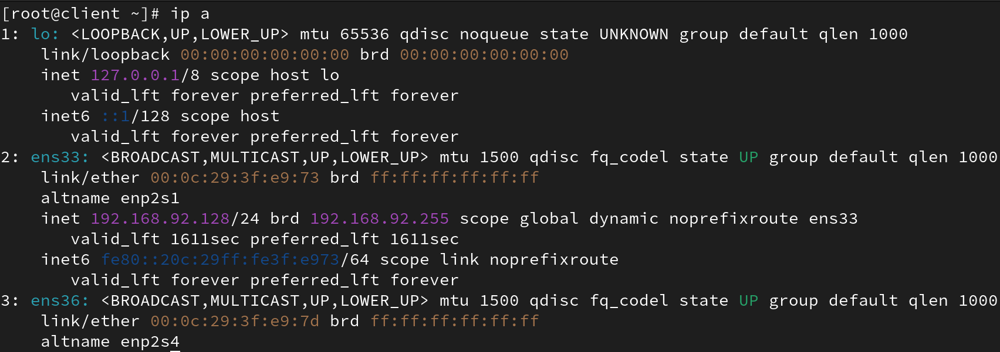 [root@client ~]# ip a
1: lo: <LOOPBACK,UP,LOWER_UP> mtu 65536 qdisc noqueue state UNKNOWN group default qlen 1000
    link/loopback 00:00:00:00:00:00 brd 00:00:00:00:00:00
    inet 127.0.0.1/8 scope host lo
       valid_lft forever preferred_lft forever
    inet6 ::1/128 scope host
       valid_lft forever preferred_lft forever
2: ens33: <BROADCAST,MULTICAST,UP,LOWER_UP> mtu 1500 qdisc fq_codel state UP group default qlen 1000
    link/ether 00:0c:29:3f:e9:73 brd ff:ff:ff:ff:ff:ff
    altname enp2s1
    inet 192.168.92.128/24 brd 192.168.92.255 scope global dynamic noprefixroute ens33
       valid_lft 1611sec preferred_lft 1611sec
    inet6 fe80::20c:29ff:fe3f:e973/64 scope link noprefixroute
       valid_lft forever preferred_lft forever
3: ens36: <BROADCAST,MULTICAST,UP,LOWER_UP> mtu 1500 qdisc fq_codel state UP group default qlen 1000
    link/ether 00:0c:29:3f:e9:7d brd ff:ff:ff:ff:ff:ff
    altname enp2s4